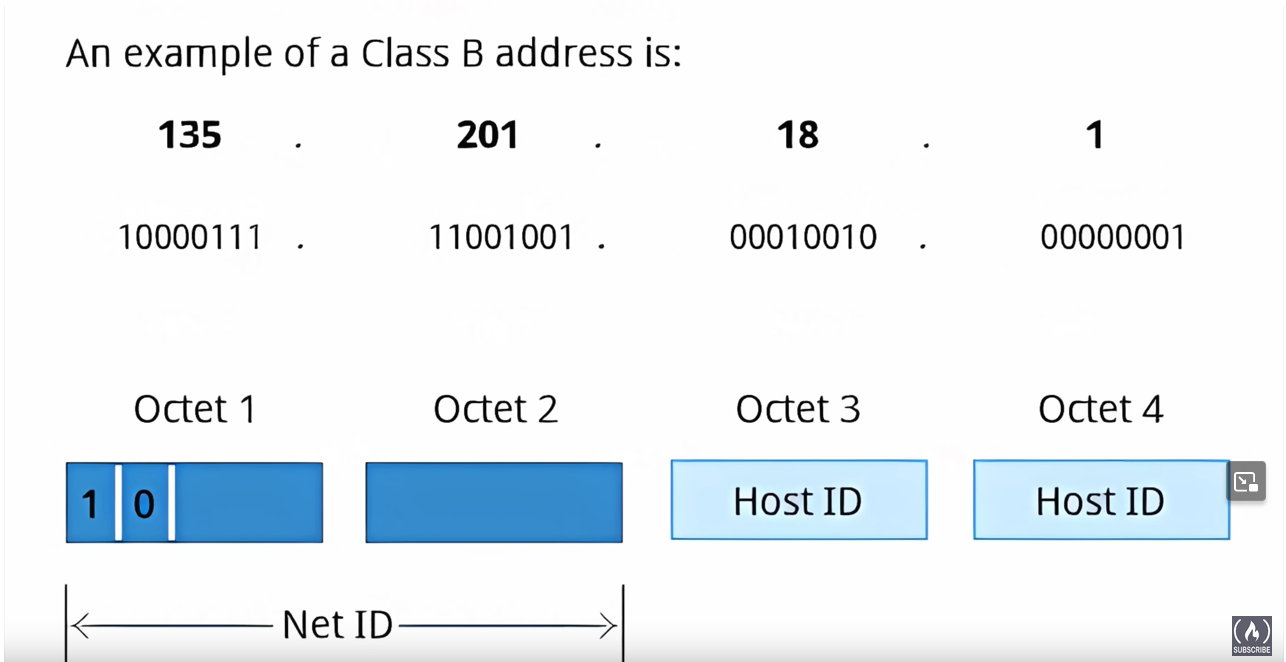 An example of a Class B address is:
135 . 201 . 18 . 1
10000111 . 11001001 . 00010010 . 00000001
Octet 1 Octet 2 Octet 3 Octet 4
1 0 Host ID Host ID
Net ID
SUBSCRIBE